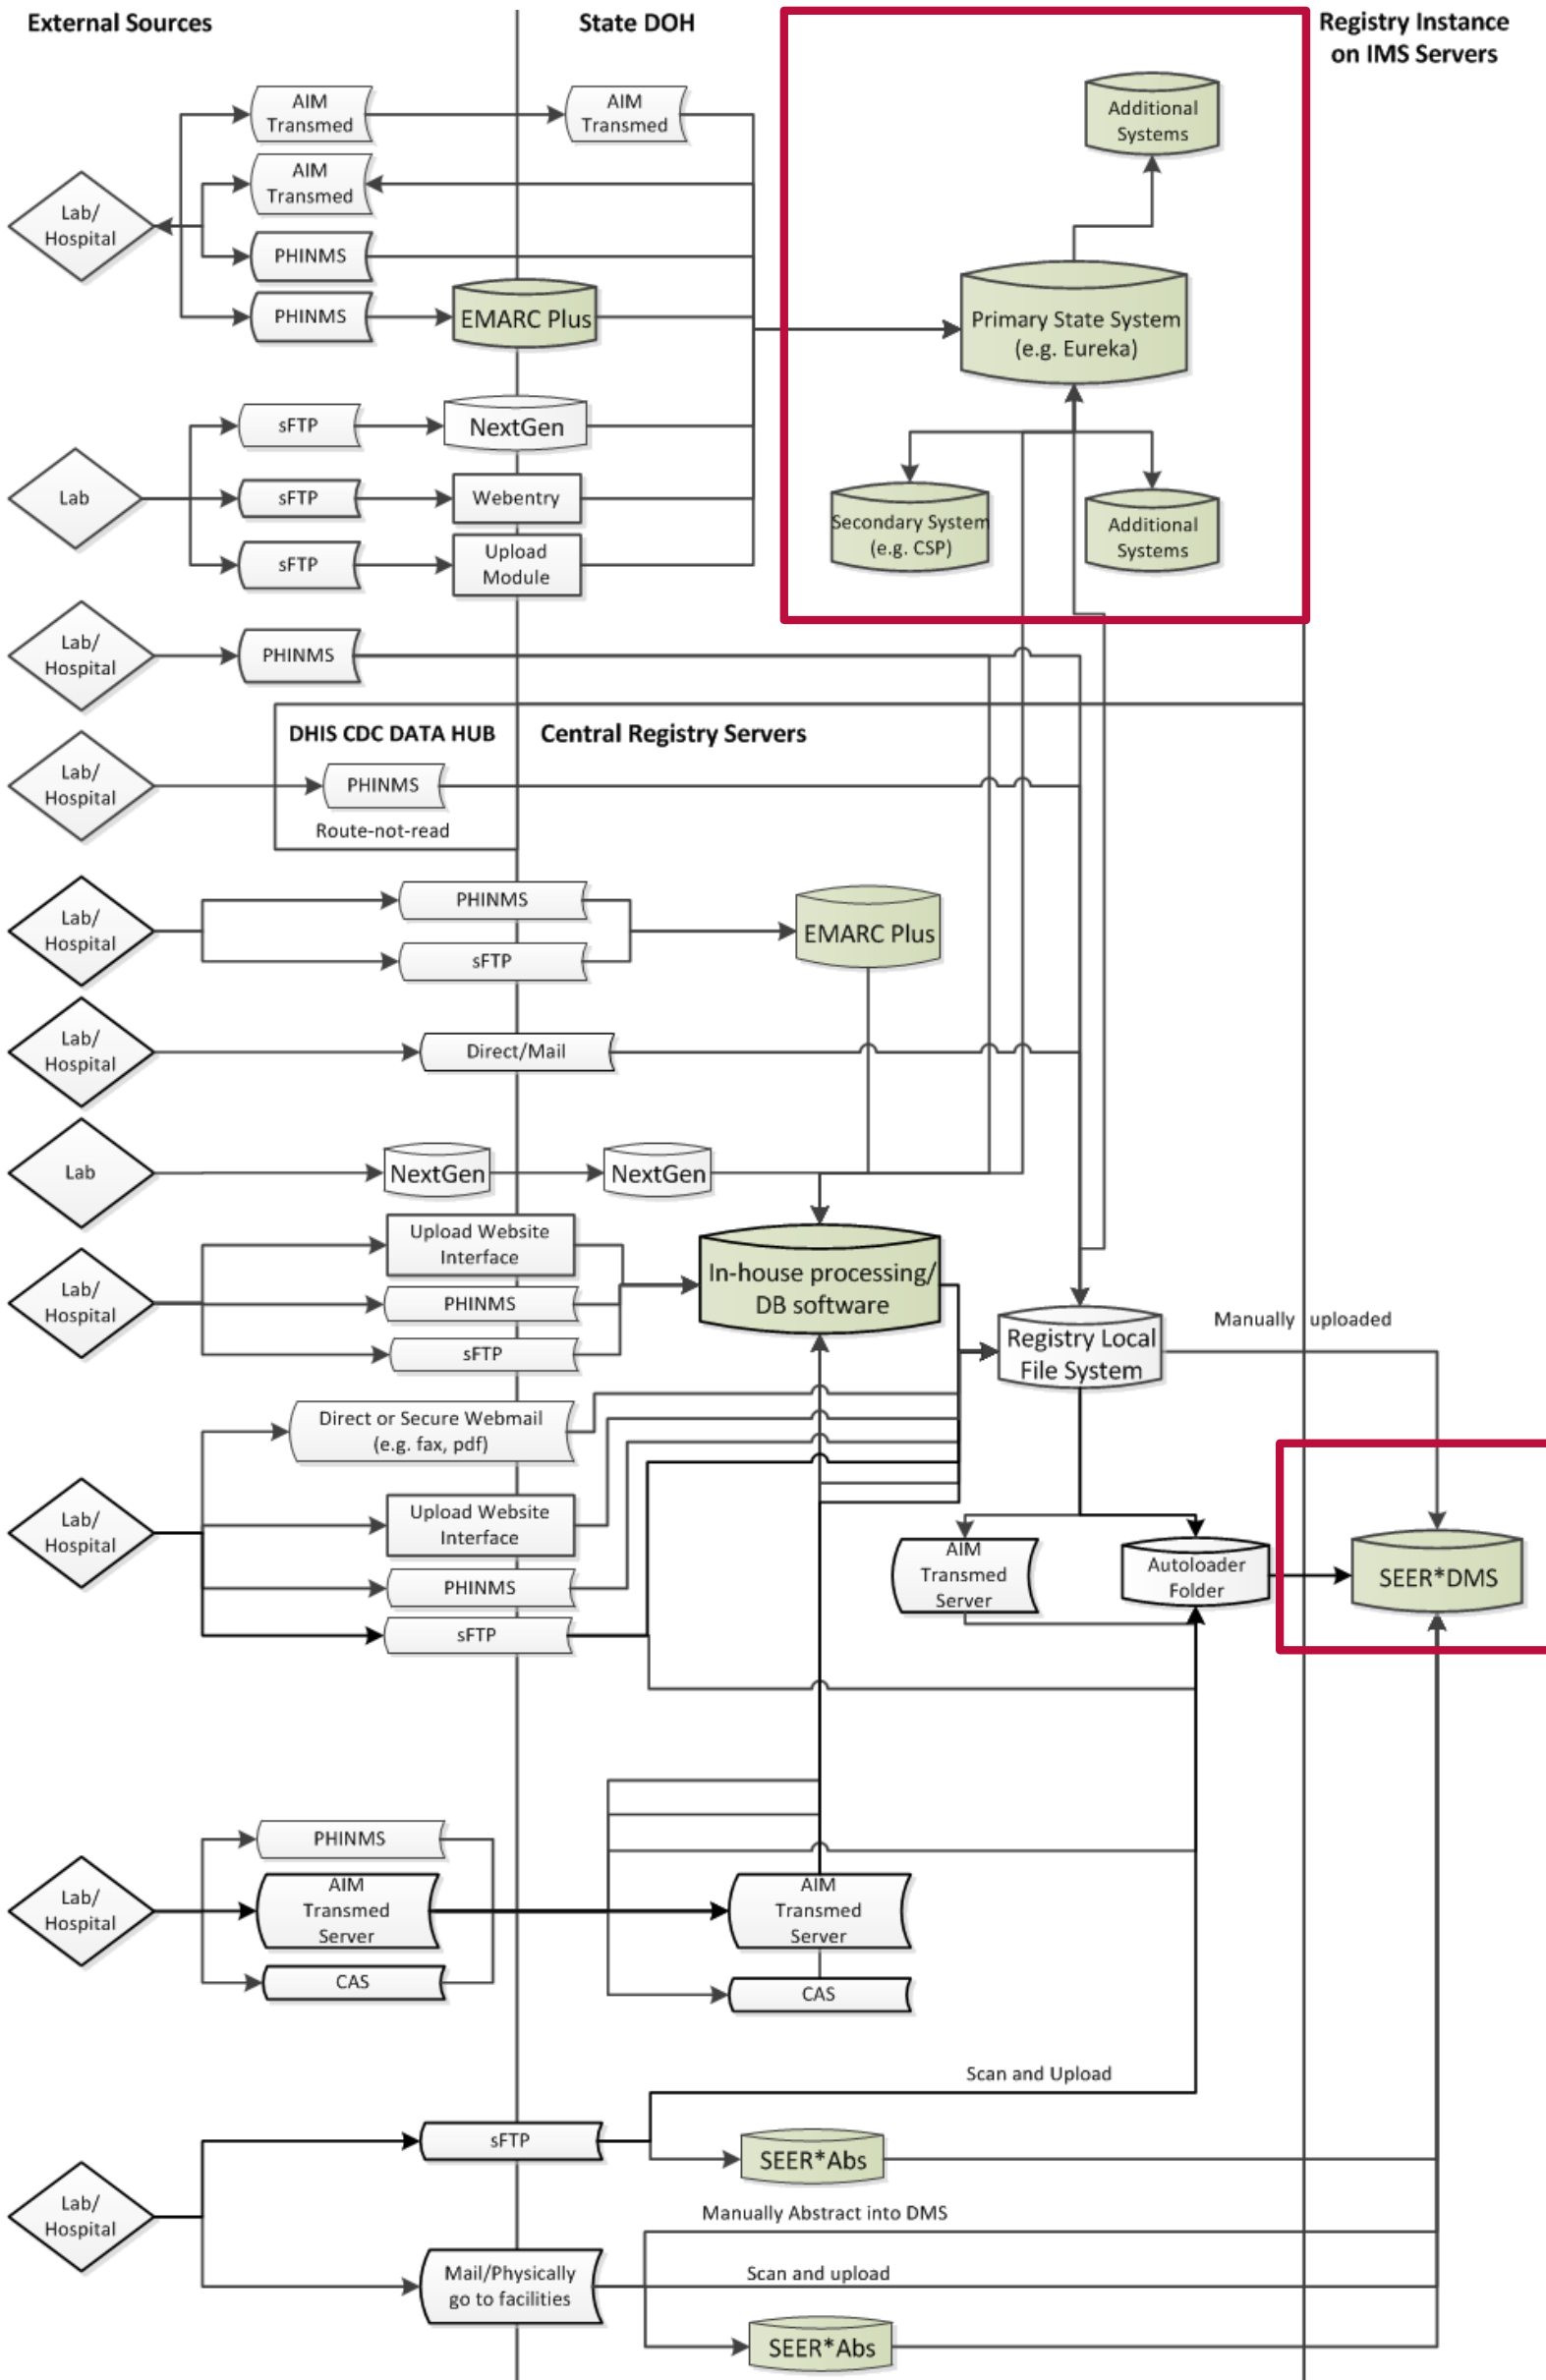 External Sources
State DOH
Registry Instance
on IMS Servers
AIM
Transmed
AIM
Transmed
Additional
Systems
AIM
Transmed
Lab/
Hospital
PHINMS
PHINMS
EMARC Plus
Primary State System
(e.g. Eureka)
sFTP
NextGen
Lab
sFTP
Webentry
Secondary System
(e.g. CSP)
Additional
Systems
sFTP
Upload
Module
Lab/
Hospital
PHINMS
DHIS CDC DATA HUB
Central Registry Servers
Lab/
Hospital
PHINMS
Route-not-read
Lab/
Hospital
PHINMS
sFTP
EMARC Plus
Lab/
Hospital
Direct/Mail
Lab
NextGen
NextGen
Lab/
Hospital
Upload Website
Interface
PHINMS
sFTP
In-house processing/
DB software
Registry Local
File System
Manually uploaded
Direct or Secure Webmail
(e.g. fax, pdf)
Lab/
Hospital
Upload Website
Interface
PHINMS
sFTP
AIM
Transmed
Server
Autoloader
Folder
SEER*DMS
PHINMS
Lab/
Hospital
AIM
Transmed
Server
AIM
Transmed
Server
CAS
CAS
Scan and Upload
sFTP
SEER*Abs
Lab/
Hospital
Manually Abstract into DMS
Mail/Physically
go to facilities
Scan and upload
SEER*Abs